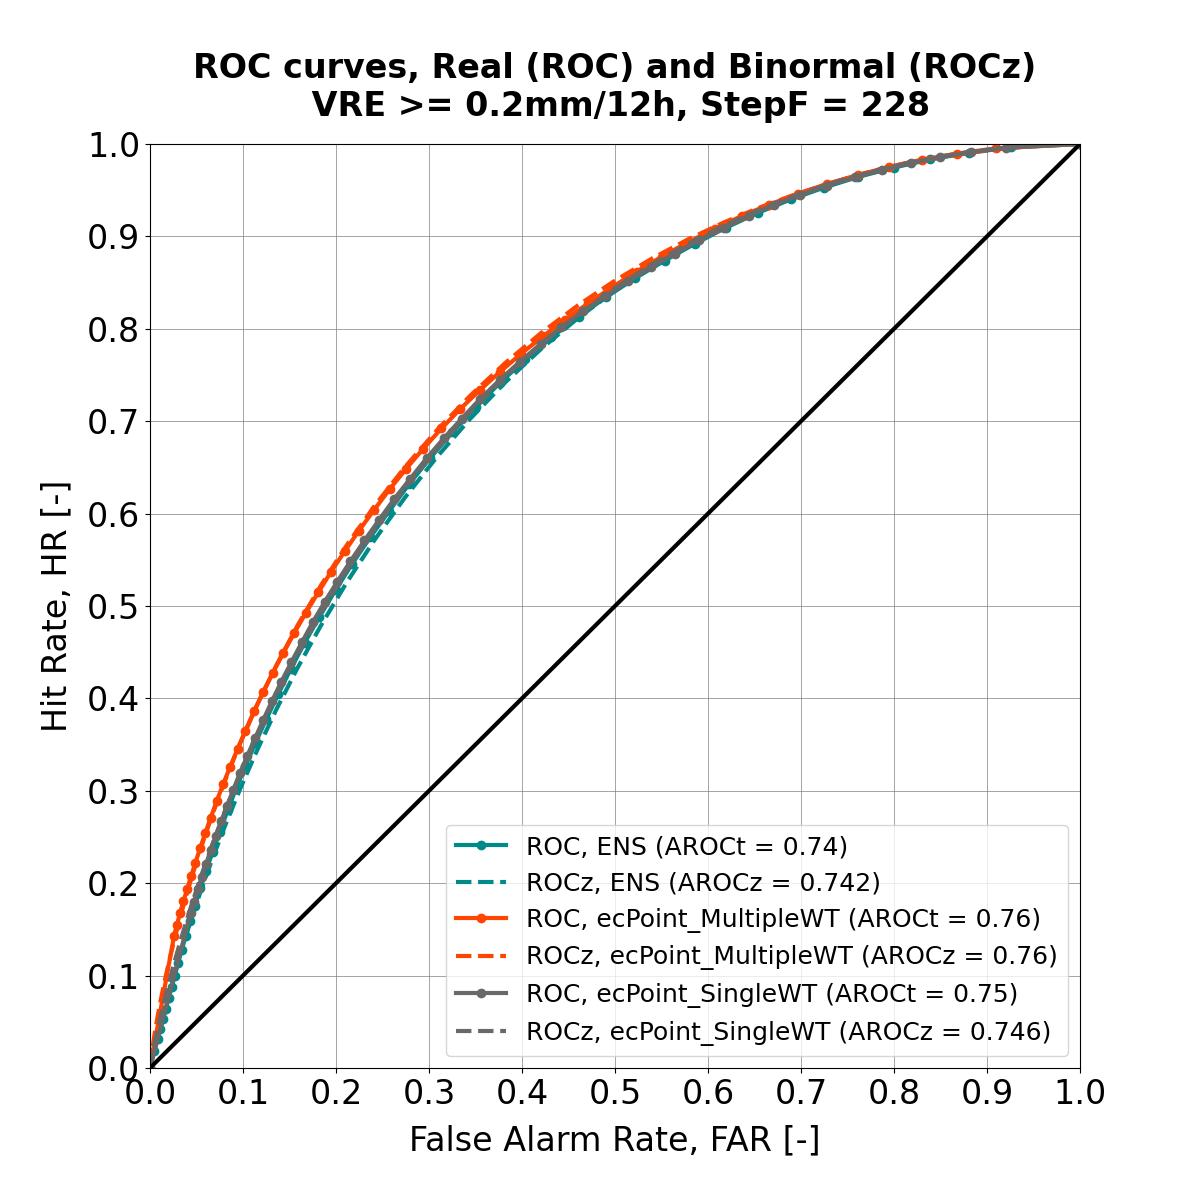 ROC curves, Real (ROC) and Binormal (ROCz)
VRE >= 0.2mm/12h, StepF = 228
1.0
0.9
0.8
0.7
0.6
0.5
0.4
0.3
0.2
0.1
0.0
Hit Rate, HR [-]
ROC, ENS (AROCt = 0.74)
ROCz, ENS (AROCz = 0.742)
ROC, ecPoint_MultipleWT (AROCt = 0.76)
ROCz, ecPoint_MultipleWT (AROCz = 0.76)
ROC, ecPoint_SingleWT (AROCt = 0.75)
ROCz, ecPoint_SingleWT (AROCz = 0.746)
0.0 0.1 0.2 0.3 0.4 0.5 0.6 0.7 0.8 0.9 1.0
False Alarm Rate, FAR [-]